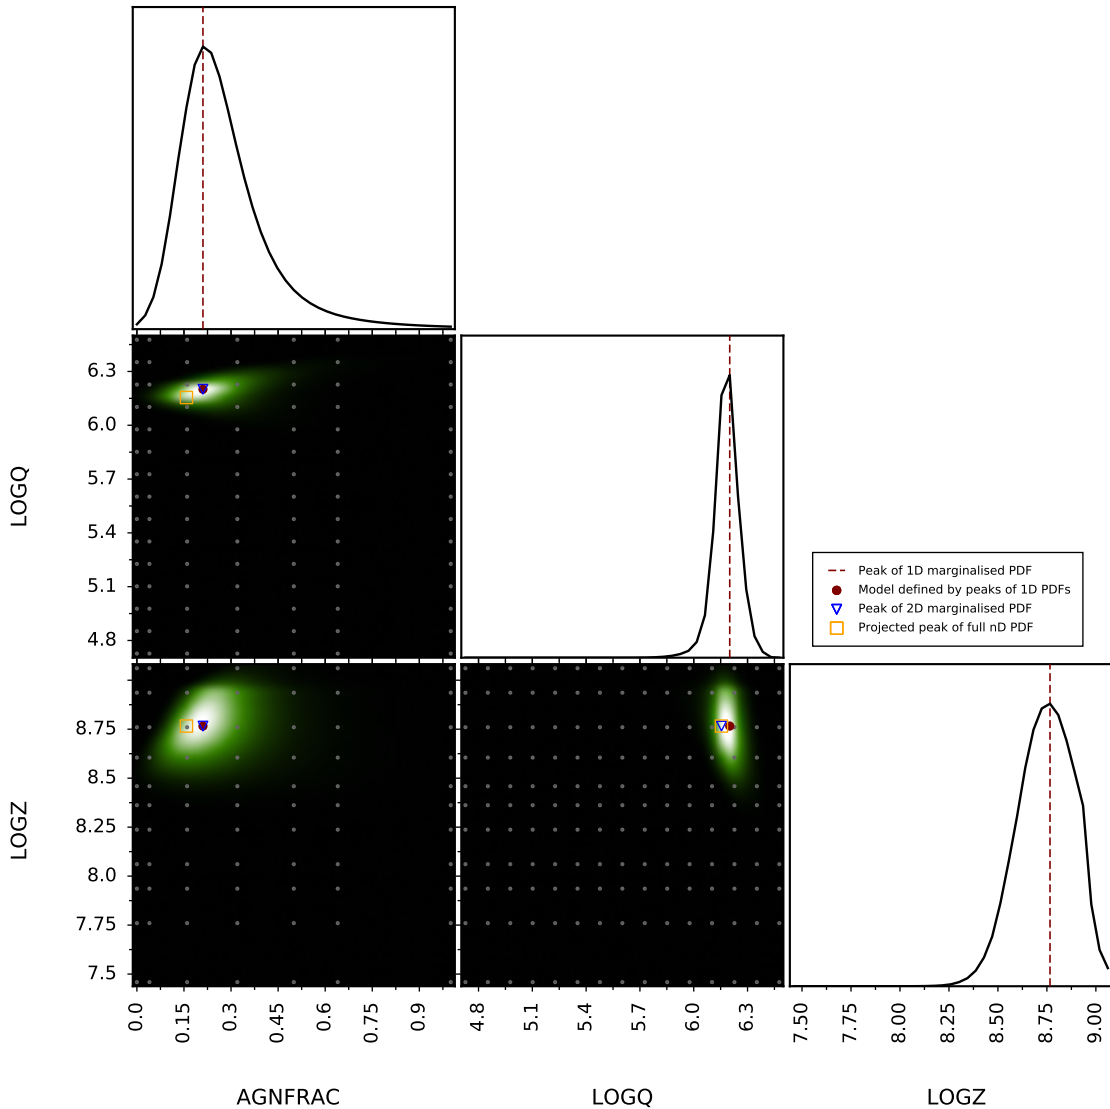 6.3
6.0
5.7
5.4
5.1
4.8
LOGQ
Peak of 1D marginalised PDF
Model defined by peaks of 1D PDFs
Peak of 2D marginalised PDF
Projected peak of full nD PDF
8.75
8.5
8.25
8.0
7.75
7.5
LOGZ
0.0 0.15 0.3 0.45 0.6 0.75 0.9
4.8 5.1 5.4 5.7 6.0 6.3
7.50 7.75 8.00 8.25 8.50 8.75 9.00
AGNFRAC
LOGQ
LOGZ